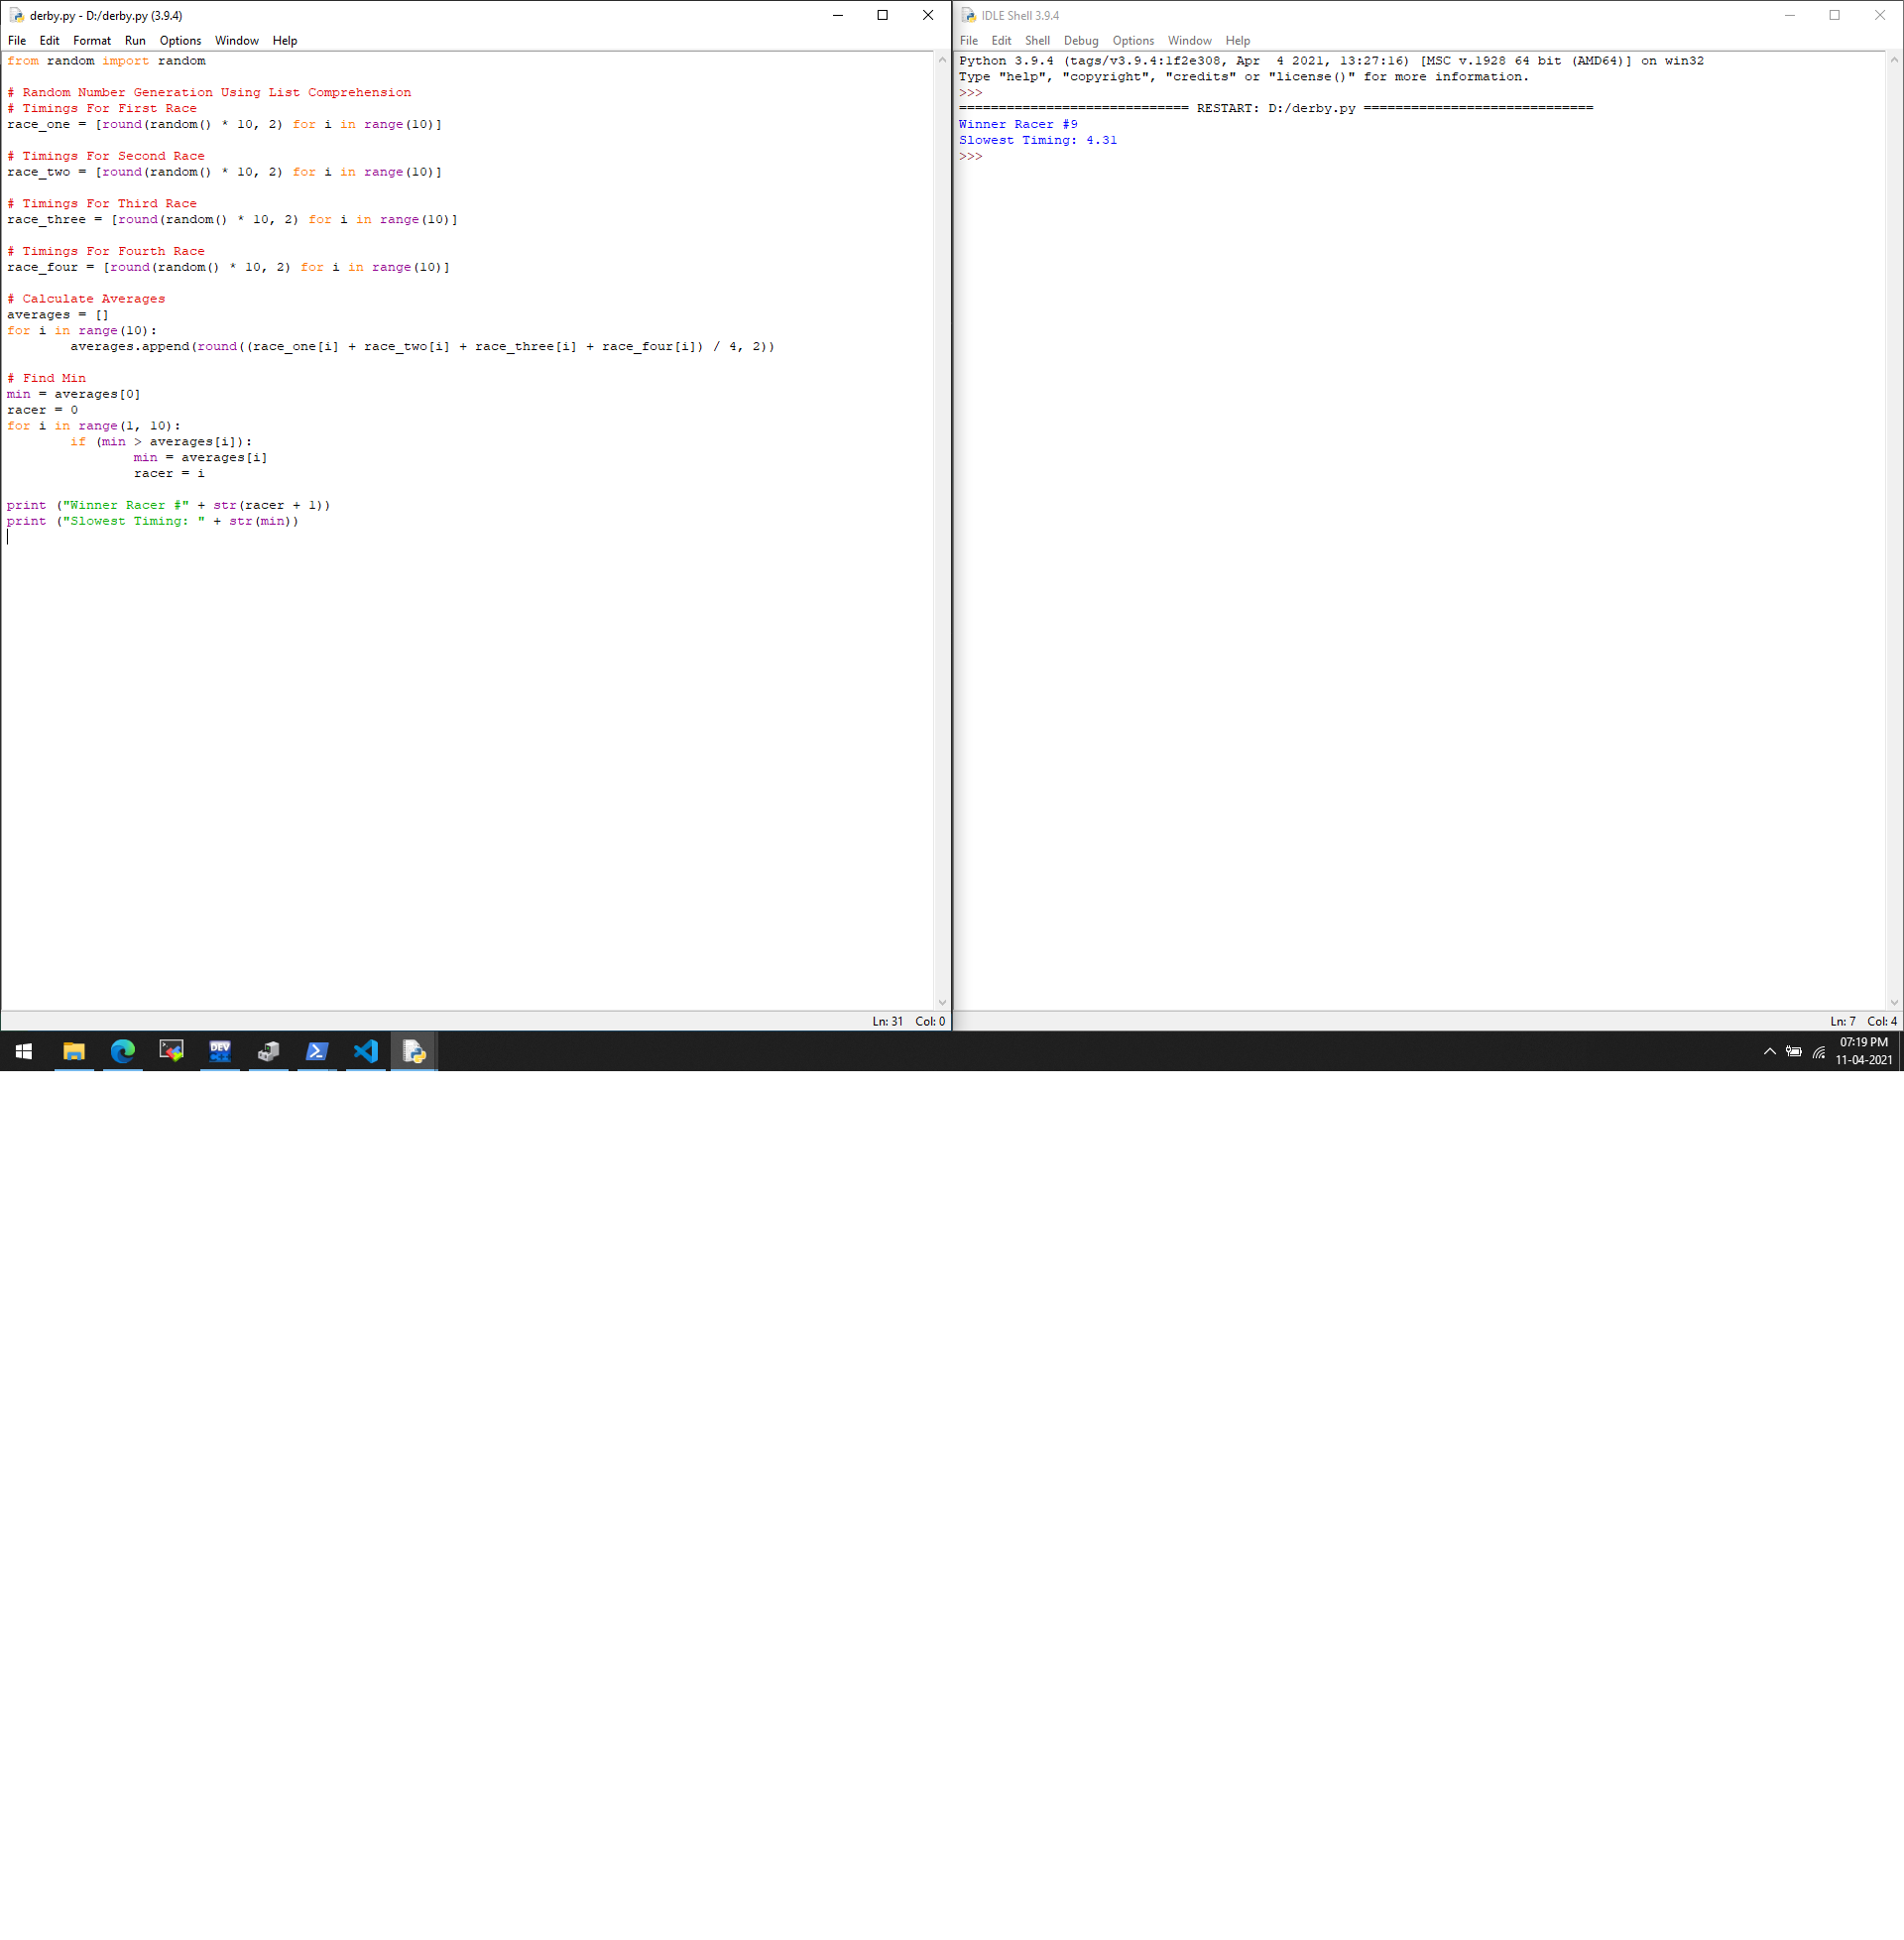 derby.py - D:/derby.py (3.9.4)
File Edit Format Run Options Window Help
from random import random
# Random Number Generation Using List Comprehension
# Timings For First Race
race_one = [round(random() * 10, 2) for i in range(10)]
# Timings For Second Race
race_two = [round(random() * 10, 2) for i in range(10)]
# Timings For Third Race
race_three = [round(random() * 10, 2) for i in range(10)]
# Timings For Fourth Race
race_four = [round(random() * 10, 2) for i in range(10)]
# Calculate Averages
averages = []
for i in range(10):
        averages.append(round((race_one[i] + race_two[i] + race_three[i] + race_four[i]) / 4, 2))
# Find Min
min = averages[0]
racer = 0
for i in range(1, 10):
        if (min > averages[i]):
                min = averages[i]
                racer = i
print ("Winner Racer #" + str(racer + 1))
print ("Slowest Timing: " + str(min))
Ln: 31 Col: 0
IDLE Shell 3.9.4
File Edit Shell Debug Options Window Help
Python 3.9.4 (tags/v3.9.4:1f2e308, Apr  4 2021, 13:27:16) [MSC v.1928 64 bit (AMD64)] on win32
Type "help", "copyright", "credits" or "license()" for more information.
>>>
============================= RESTART: D:/derby.py =============================
Winner Racer #9
Slowest Timing: 4.31
>>>
Ln: 7 Col: 4
DEV
C++
07:19 PM
11-04-2021